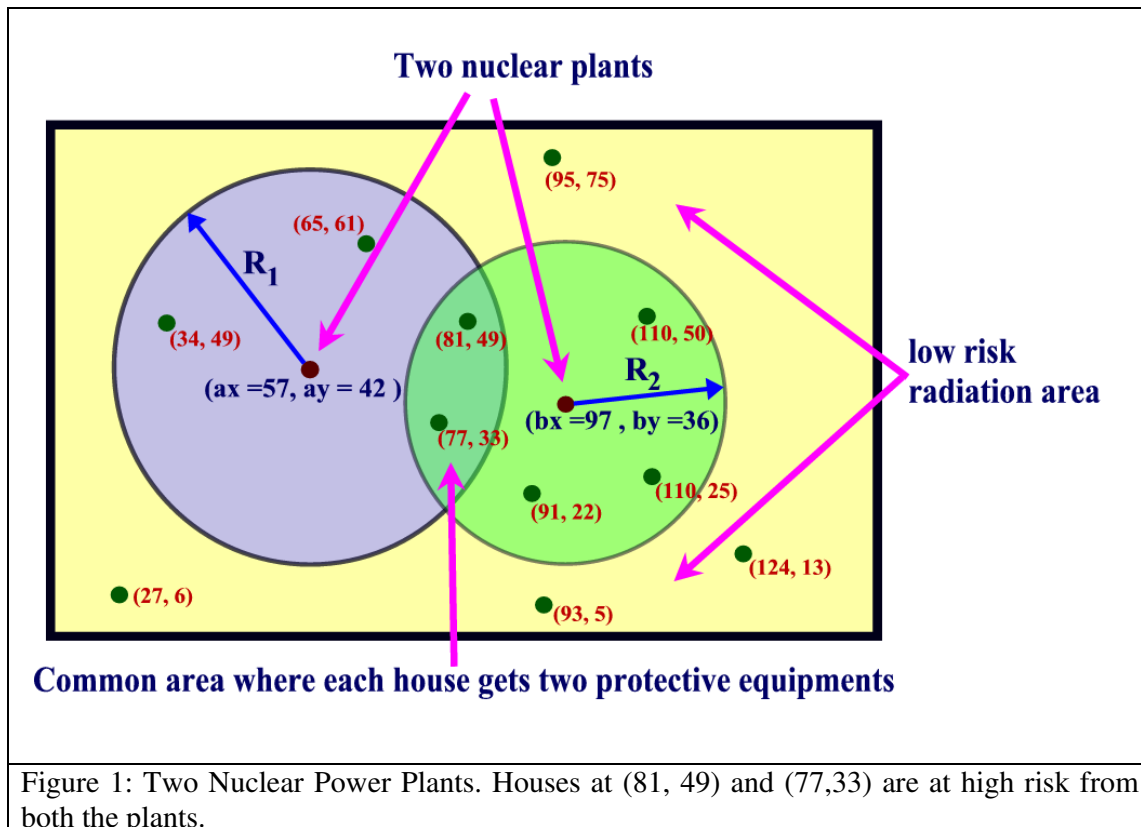 Two nuclear plants
(95, 75)
(65, 61)
R1
(34, 49)
(81, 49)
(110, 50)
low risk
radiation area
R2
(ax =57, ay = 42 )
(bx =97 , by =36)
(77, 33)
(110, 25)
(91, 22)
(124, 13)
(27, 6)
(93, 5)
Common area where each house gets two protective equipments
Figure 1: Two Nuclear Power Plants. Houses at (81, 49) and (77,33) are at high risk from
both the plants.